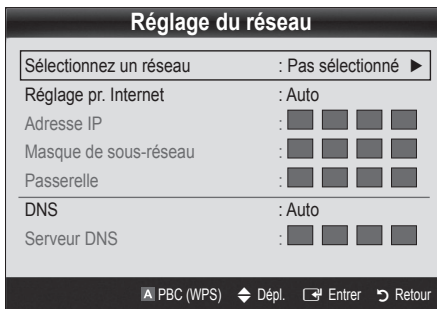 Réglage du réseau
Sélectionnez un réseau : Pas sélectionné ►
Réglage pr. Internet : Auto
Adresse IP :
Masque de sous-réseau :
Passerelle :
DNS : Auto
Serveur DNS :
A PBC (WPS) Dépl. Entrer Retour